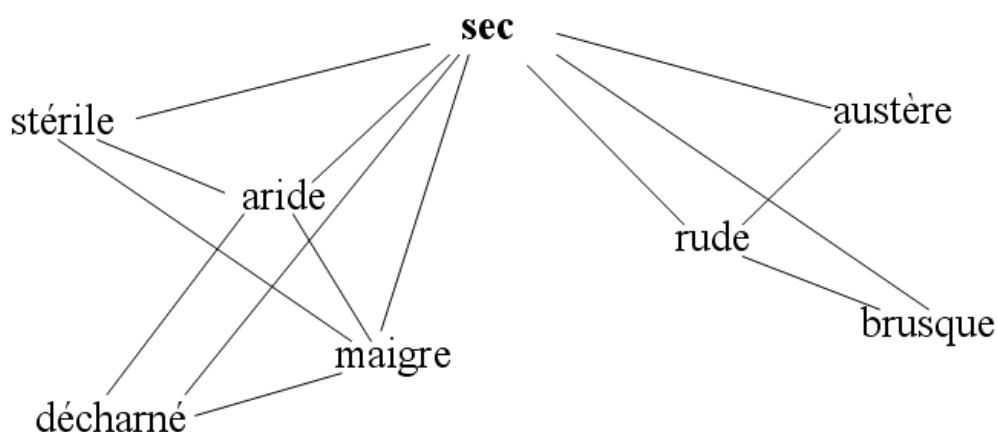 sec
stérile
austère
aride
rude
brusque
maigre
décharné